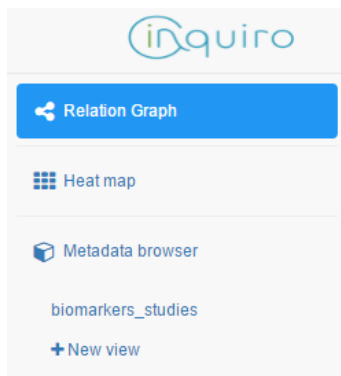 inquiro
Relation Graph
Heat map
Metadata browser
biomarkers_studies
+ New view